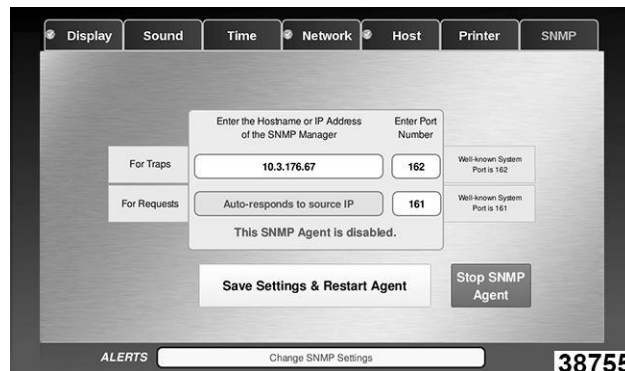 Display Sound Time Network Host Printer SNMP
Enter the Hostname or IP Address
of the SNMP Manager
Enter Port
Number
For Traps
10.3.176.67
162
Well-known System
Port is 162
For Requests
Auto-responds to source IP
161
Well-known System
Port is 161
This SNMP Agent is disabled.
Save Settings & Restart Agent
Stop SNMP
Agent
ALERTS
Change SNMP Settings
38755